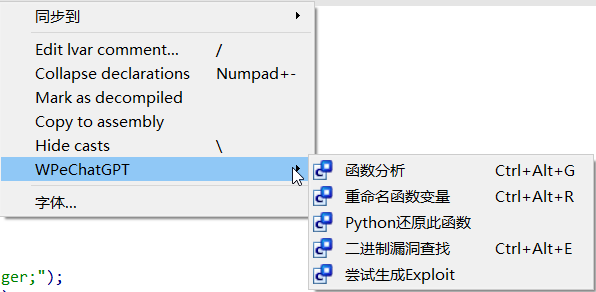 同步到
Edit lvar comment... /
Collapse declarations Numpad+-
Mark as decompiled
Copy to assembly
Hide casts \
WPeChatGPT
字体...
函数分析 Ctrl+Alt+G
重命名函数变量 Ctrl+Alt+R
Python还原此函数
二进制漏洞查找 Ctrl+Alt+E
尝试生成Exploit
ger;");